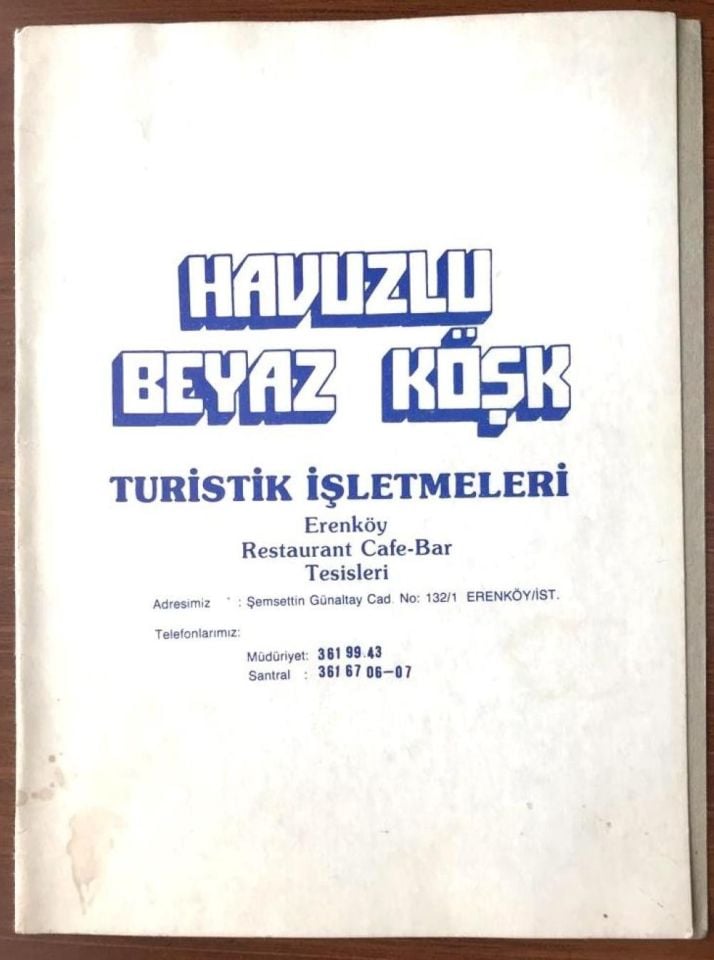 HAVUZLU
BEYAZ KÖŞK
TURİSTİK İŞLETMELERİ
Erenköy
Restaurant Cafe-Bar
Tesisleri
Adresimiz : Şemsettin Günaltay Cad. No: 132/1 ERENKÖY/İST.
Telefonlarımız:
Müdüriyet: 361 99.43
Santral : 361 67 06-07